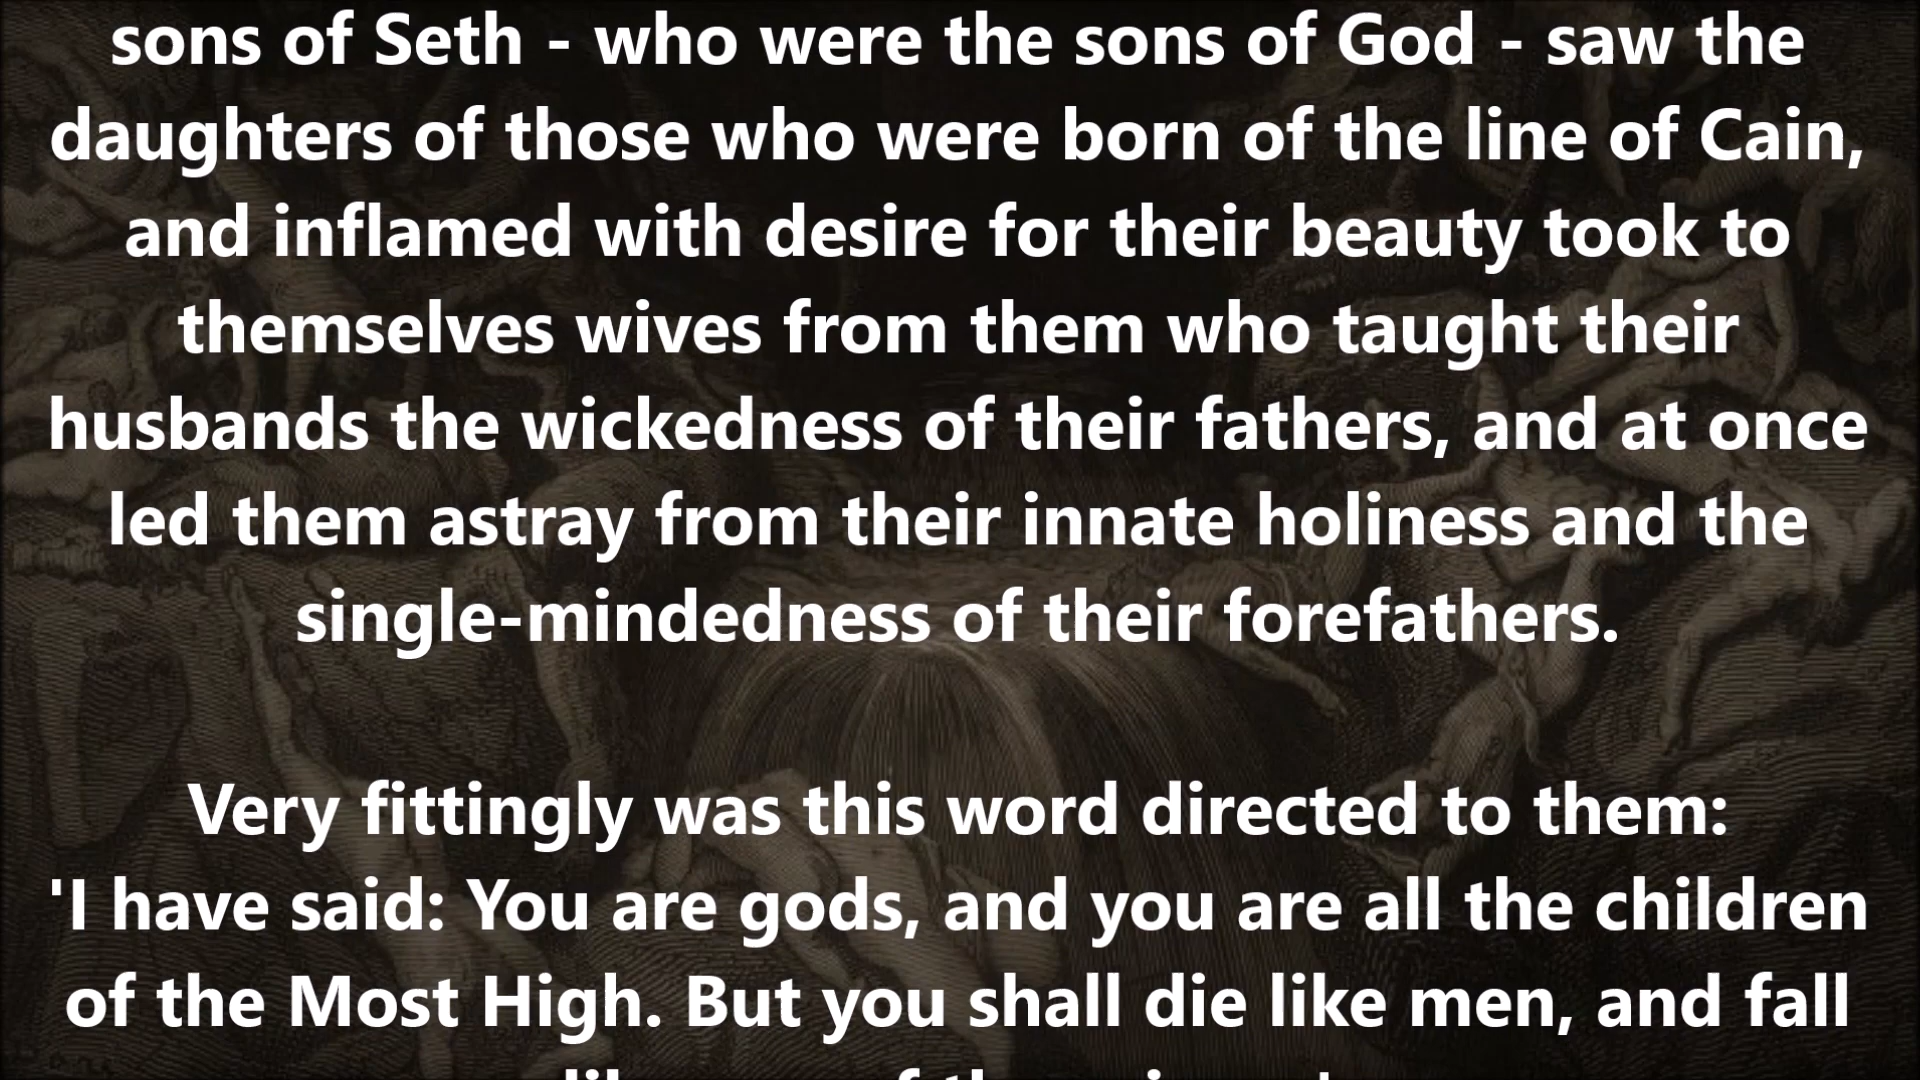 sons of Seth - who were the sons of God - saw the
daughters of those who were born of the line of Cain,
and inflamed with desire for their beauty took to
themselves wives from them who taught their
husbands the wickedness of their fathers, and at once
led them astray from their innate holiness and the
single-mindedness of their forefathers.
Very fittingly was this word directed to them:
'I have said: You are gods, and you are all the children
of the Most High. But you shall die like men, and fall